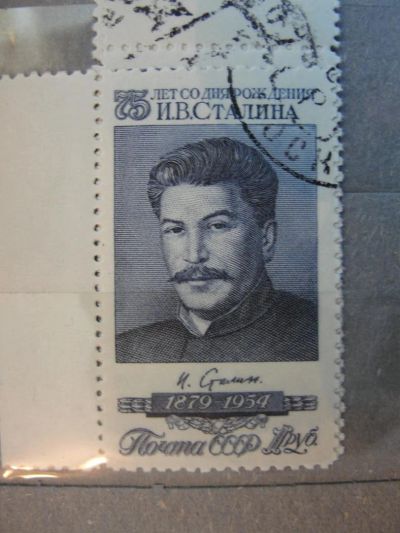 75 ЛЕТ СО ДНЯ РОЖДЕНИЯ
И.В.СТАЛИНА
И. Сталин.
1879-1954
Почта СССР 1 руб.